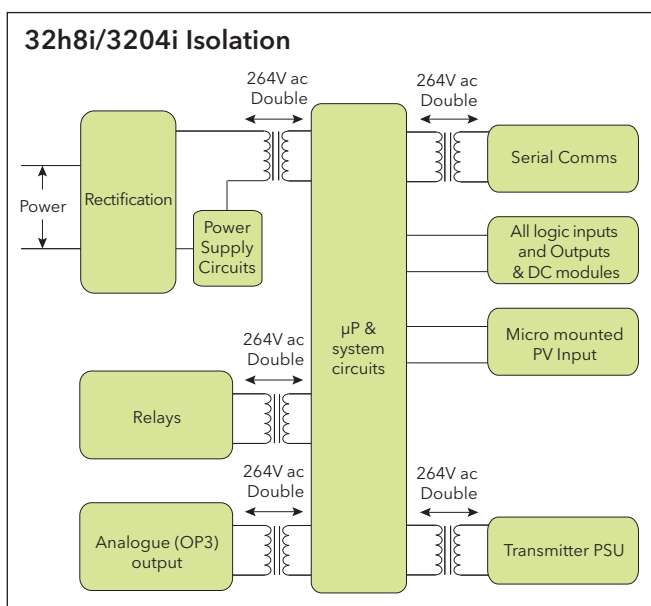 32h8i/3204i Isolation
264V ac
Double
264V ac
Double
Power
Rectification
Power
Supply
Circuits
µP &
system
circuits
Serial Comms
All logic inputs
and Outputs
& DC modules
Micro mounted
PV Input
264V ac
Double
Relays
264V ac
Double
Analogue (OP3)
output
264V ac
Double
Transmitter PSU